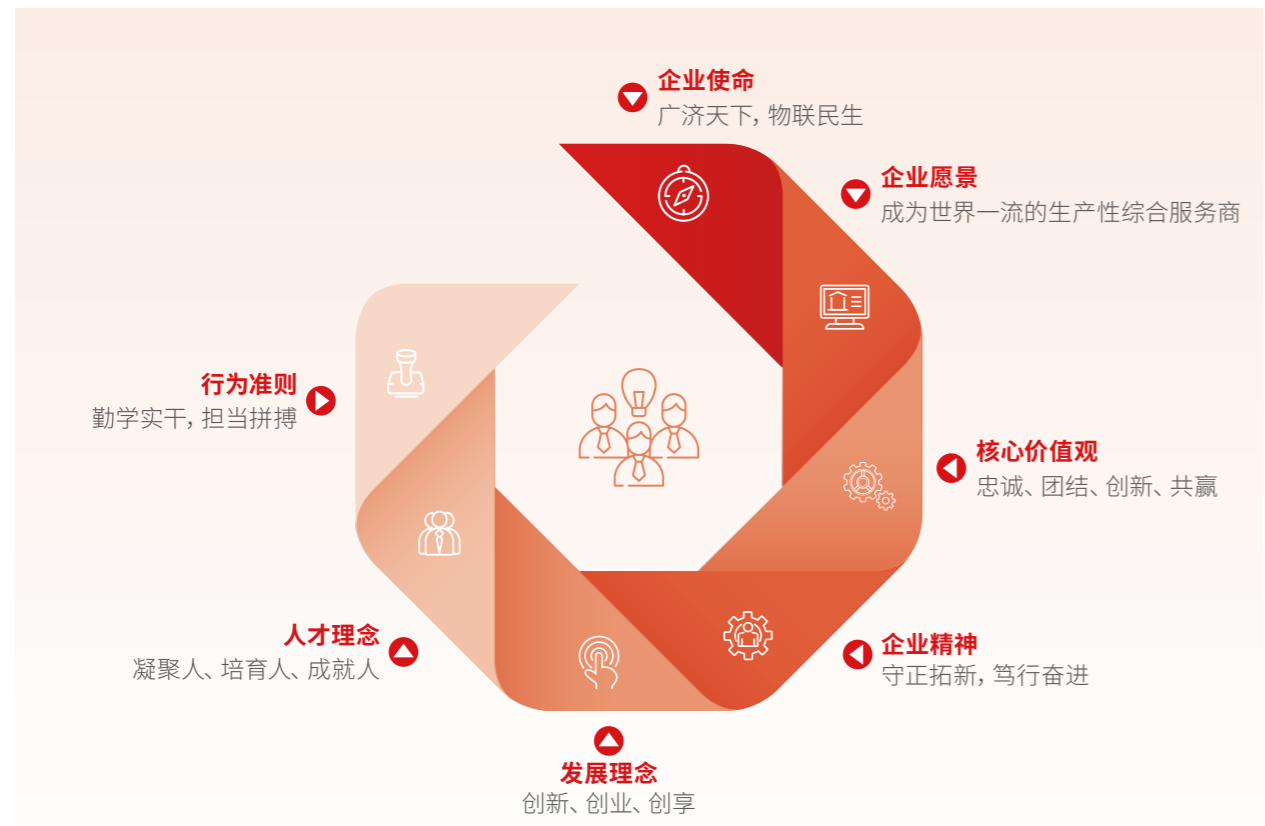 企业使命
广济天下，物联民生
企业愿景
成为世界一流的生产性综合服务商
核心价值观
忠诚、团结、创新、共赢
企业精神
守正拓新，笃行奋进
发展理念
创新、创业、创享
人才理念
凝聚人、培育人、成就人
行为准则
勤学实干，担当拼搏